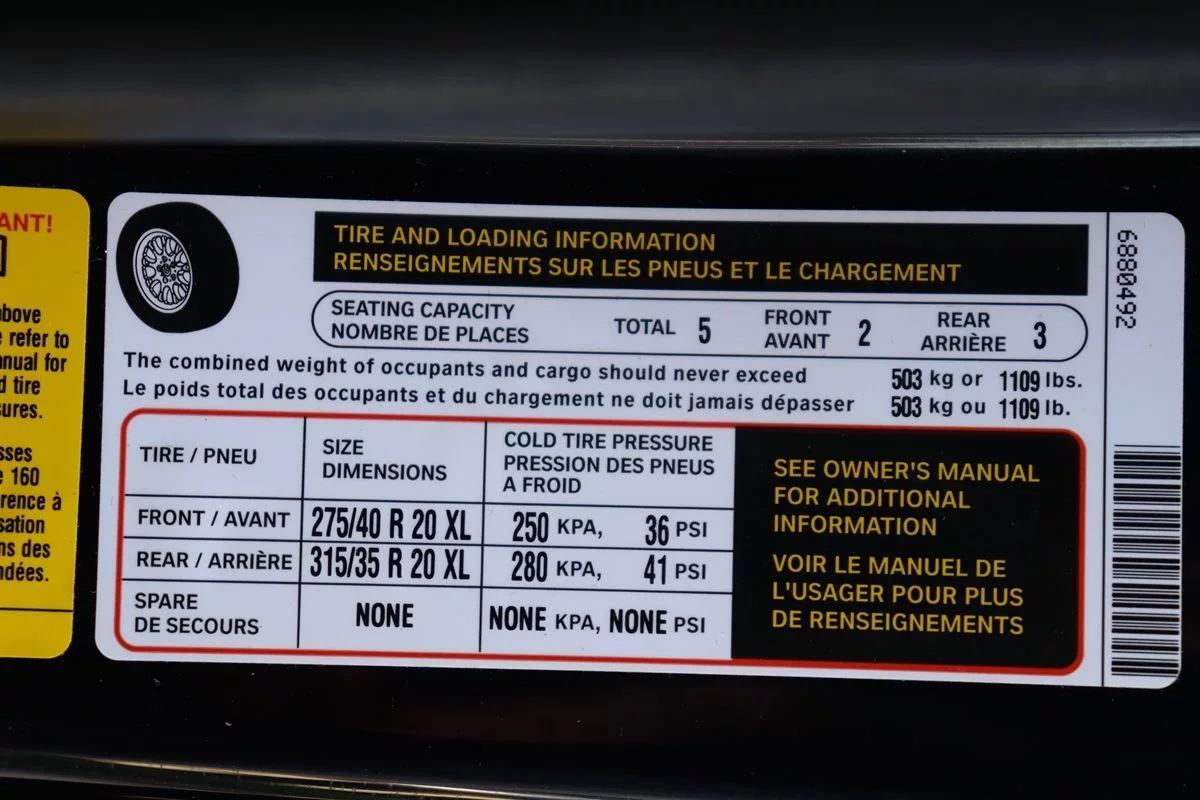 ANT!
above
refer to
anual for
d tire
sures.
sses
160
rence à
sation
ns des
ndées.
TIRE AND LOADING INFORMATION
RENSEIGNEMENTS SUR LES PNEUS ET LE CHARGEMENT
SEATING CAPACITY
NOMBRE DE PLACES
TOTAL 5
FRONT
AVANT 2
REAR
ARRIÈRE 3
The combined weight of occupants and cargo should never exceed 503 kg or 1109 lbs.
Le poids total des occupants et du chargement ne doit jamais dépasser 503 kg ou 1109 lb.
TIRE / PNEU
SIZE
DIMENSIONS
COLD TIRE PRESSURE
PRESSION DES PNEUS
A FROID
FRONT / AVANT 275/40 R 20 XL 250 KPA, 36 PSI
REAR / ARRIÈRE 315/35 R 20 XL 280 KPA, 41 PSI
SPARE
DE SECOURS
NONE
NONE KPA, NONE PSI
SEE OWNER'S MANUAL
FOR ADDITIONAL
INFORMATION
VOIR LE MANUEL DE
L'USAGER POUR PLUS
DE RENSEIGNEMENTS
6880492